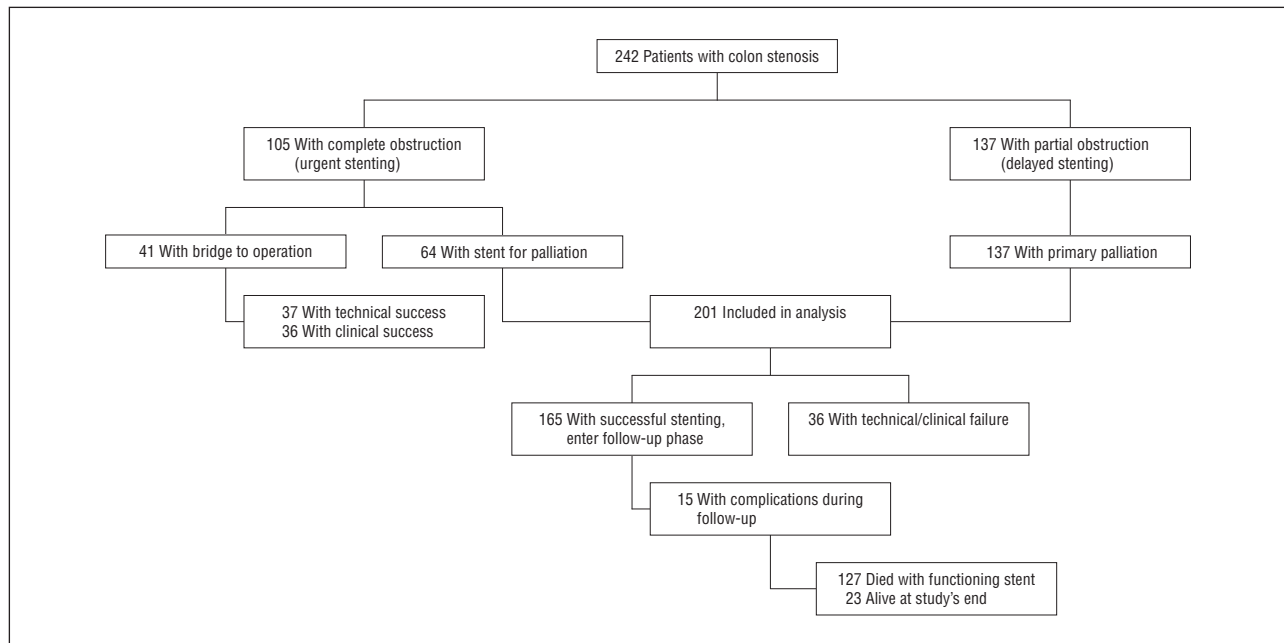 242 Patients with colon stenosis
105 With complete obstruction
(urgent stenting)
137 With partial obstruction
(delayed stenting)
41 With bridge to operation
64 With stent for palliation
137 With primary palliation
37 With technical success
36 With clinical success
201 Included in analysis
165 With successful stenting,
enter follow-up phase
36 With technical/clinical failure
15 With complications during
follow-up
127 Died with functioning stent
23 Alive at study's end